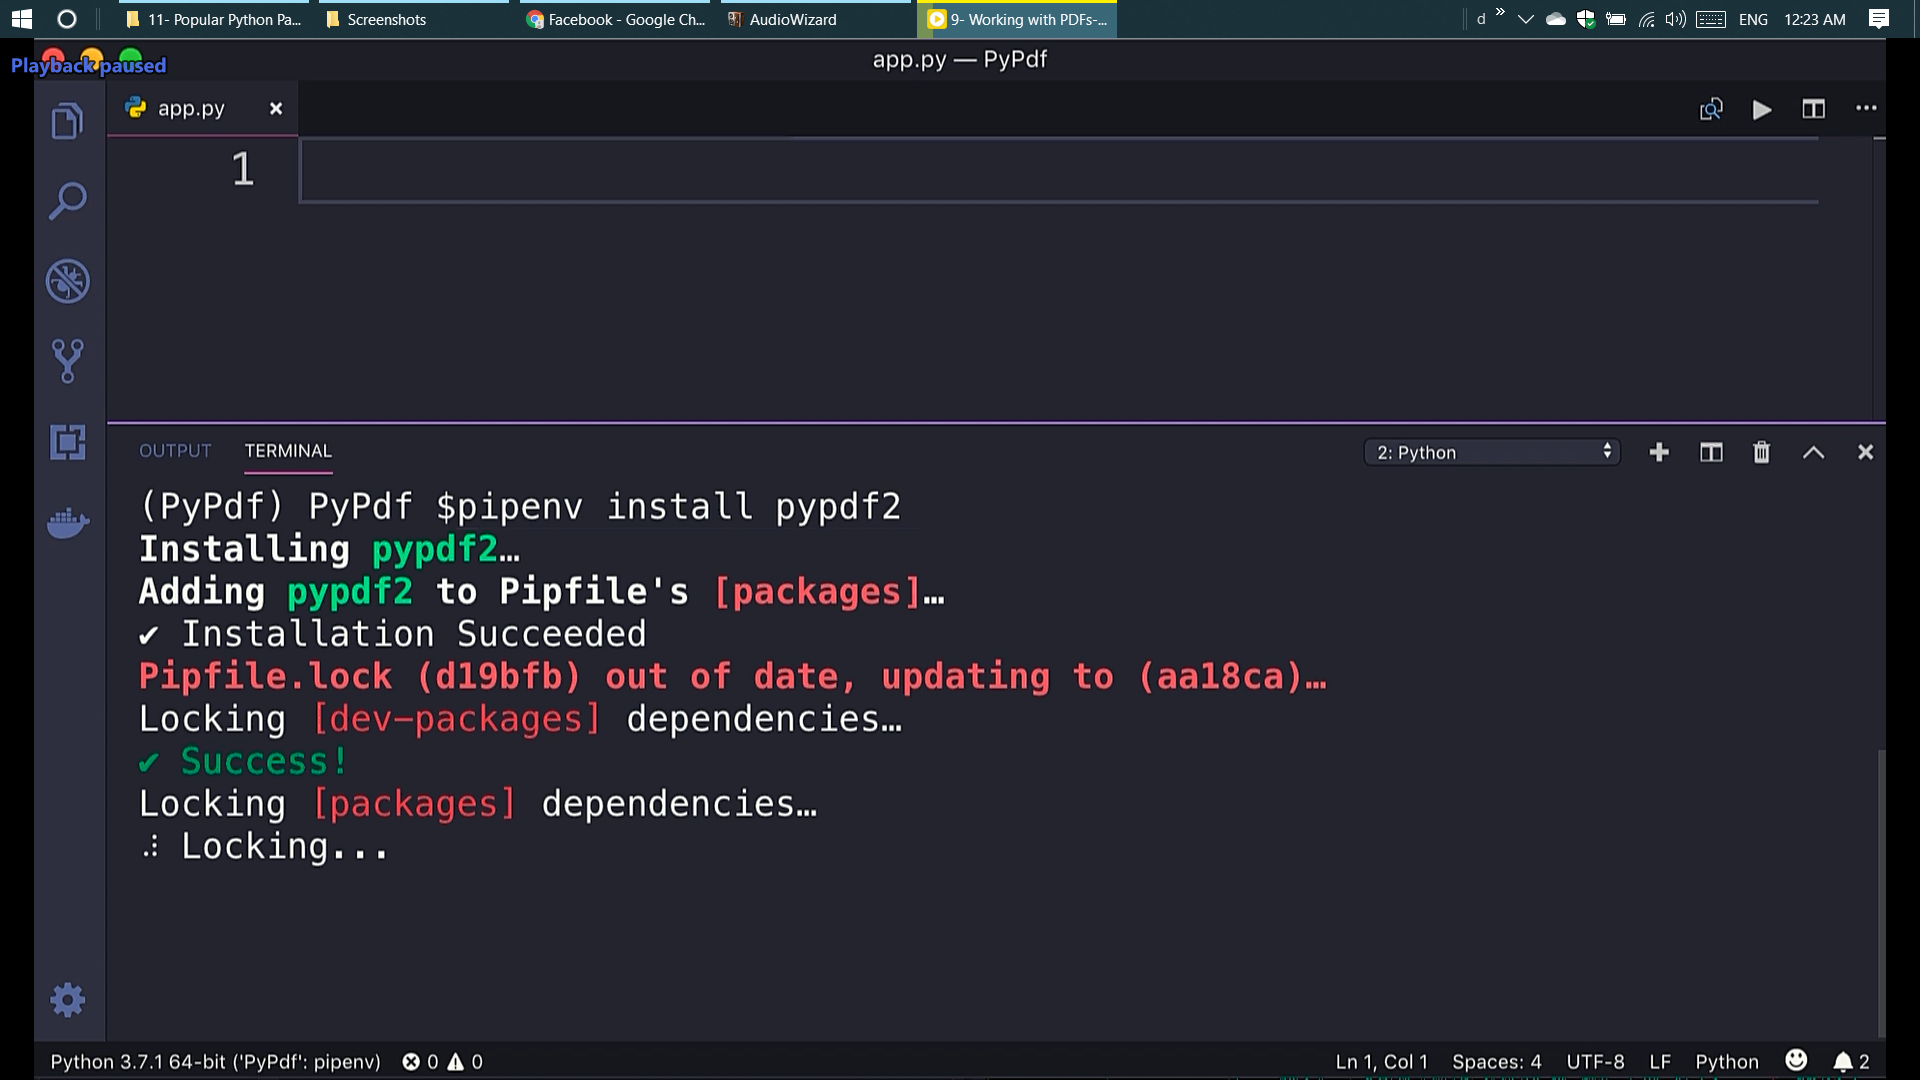 11- Popular Python Pa...
Screenshots
Facebook - Google Ch...
AudioWizard
9- Working with PDFs-...
d
»
ENG
12:23 AM
Playback paused
app.py — PyPdf
app.py
1
OUTPUT
TERMINAL
2: Python
(PyPdf) PyPdf $pipenv install pypdf2
Installing pypdf2…
Adding pypdf2 to Pipfile's [packages]…
✔ Installation Succeeded
Pipfile.lock (d19bfb) out of date, updating to (aa18ca)…
Locking [dev-packages] dependencies…
✔ Success!
Locking [packages] dependencies…
Locking...
Python 3.7.1 64-bit ('PyPdf': pipenv)
0
0
Ln 1, Col 1
Spaces: 4
UTF-8
LF
Python
2